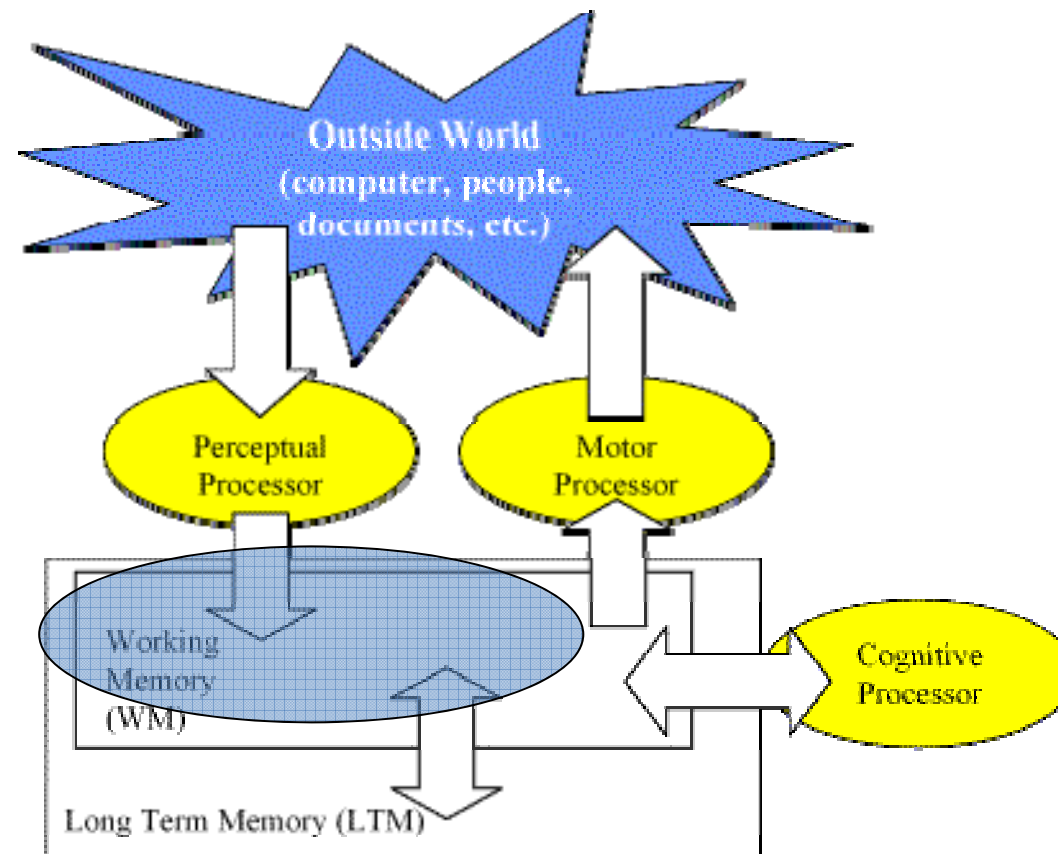 Outside World
(computer, people,
documents, etc.)
Perceptual
Processor
Motor
Processor
Working
Memory
(WM)
Cognitive
Processor
Long Term Memory (LTM)